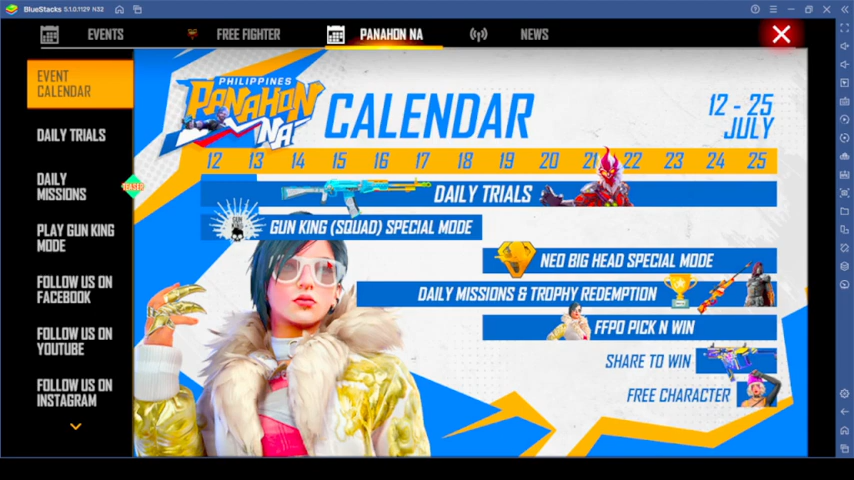 BlueStacks 5.1.0.1129 N32
EVENTS
FREE FIGHTER
PANAHON NA
NEWS
EVENT
CALENDAR
DAILY TRIALS
DAILY
MISSIONS
PLAY GUN KING
MODE
FOLLOW US ON
FACEBOOK
FOLLOW US ON
YOUTUBE
FOLLOW US ON
INSTAGRAM
PHILIPPINES
PANAHON
NA
CALENDAR
12 - 25
JULY
12 13 14 15 16 17 18 19 20 21 22 23 24 25
DAILY TRIALS
GUN KING (SQUAD) SPECIAL MODE
NEO BIG HEAD SPECIAL MODE
DAILY MISSIONS & TROPHY REDEMPTION
FFPO PICK N WIN
SHARE TO WIN
FREE CHARACTER